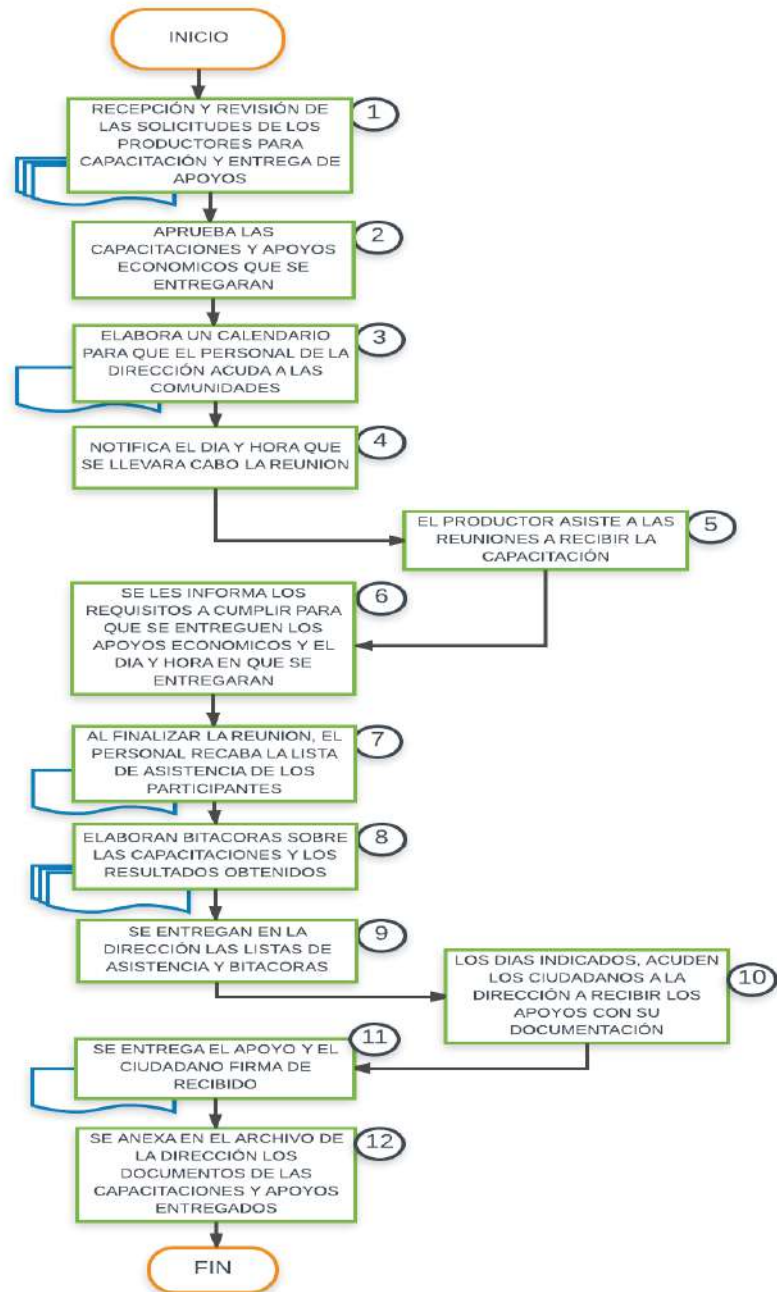 INICIO
RECEPCIÓN Y REVISIÓN DE
LAS SOLICITUDES DE LOS
PRODUCTORES PARA
CAPACITACIÓN Y ENTREGA DE
APOYOS
1
APRUEBA LAS
CAPACITACIONES Y APOYOS
ECONOMICOS QUE SE
ENTREGARAN
2
ELABORA UN CALENDARIO
PARA QUE EL PERSONAL DE LA
DIRECCIÓN ACUDA A LAS
COMUNIDADES
3
NOTIFICA EL DIA Y HORA QUE
SE LLEVARA CABO LA REUNION
4
EL PRODUCTOR ASISTE A LAS
REUNIONES A RECIBIR LA
CAPACITACIÓN
5
SE LES INFORMA LOS
REQUISITOS A CUMPLIR PARA
QUE SE ENTREGUEN LOS
APOYOS ECONOMICOS Y EL
DIA Y HORA EN QUE SE
ENTREGARAN
6
AL FINALIZAR LA REUNION, EL
PERSONAL RECABA LA LISTA
DE ASISTENCIA DE LOS
PARTICIPANTES
7
ELABORAN BITACORAS SOBRE
LAS CAPACITACIONES Y LOS
RESULTADOS OBTENIDOS
8
SE ENTREGAN EN LA
DIRECCIÓN LAS LISTAS DE
ASISTENCIA Y BITACORAS
9
LOS DIAS INDICADOS, ACUDEN
LOS CIUDADANOS A LA
DIRECCIÓN A RECIBIR LOS
APOYOS CON SU
DOCUMENTACIÓN
10
SE ENTREGA EL APOYO Y EL
CIUDADANO FIRMA DE
RECIBIDO
11
SE ANEXA EN EL ARCHIVO DE
LA DIRECCIÓN LOS
DOCUMENTOS DE LAS
CAPACITACIONES Y APOYOS
ENTREGADOS
12
FIN